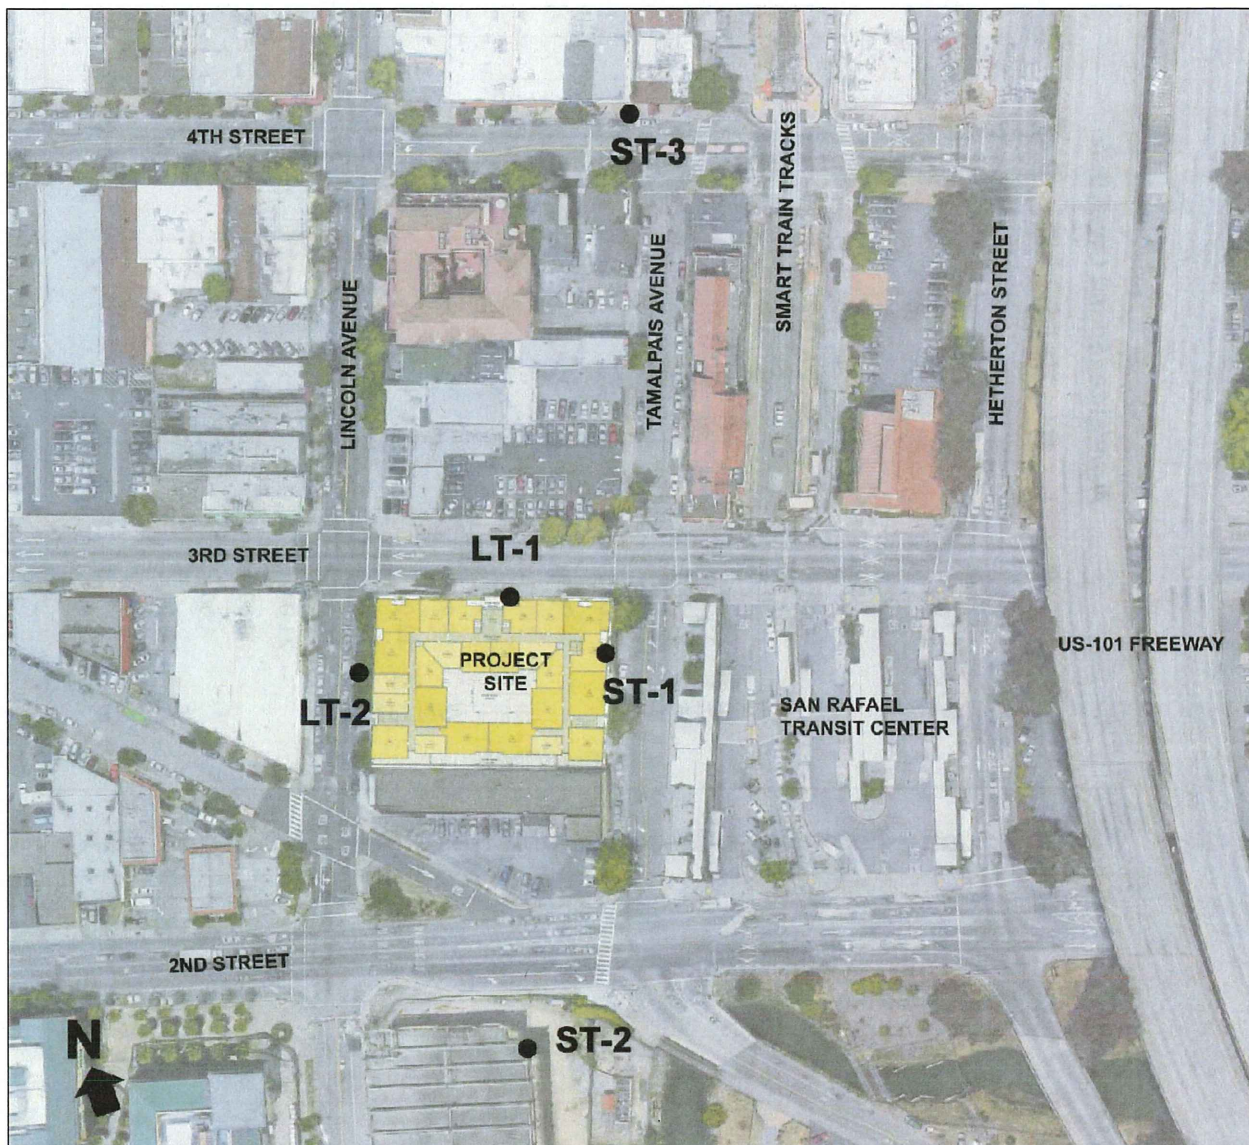 4TH STREET
ST-3
SMART TRAIN TRACKS
LINCOLN AVENUE
TAMALPAIS AVENUE
HETHERTON STREET
3RD STREET
LT-1
PROJECT
SITE
ST-1
LT-2
US-101 FREEWAY
SAN RAFAEL
TRANSIT CENTER
2ND STREET
ST-2
N